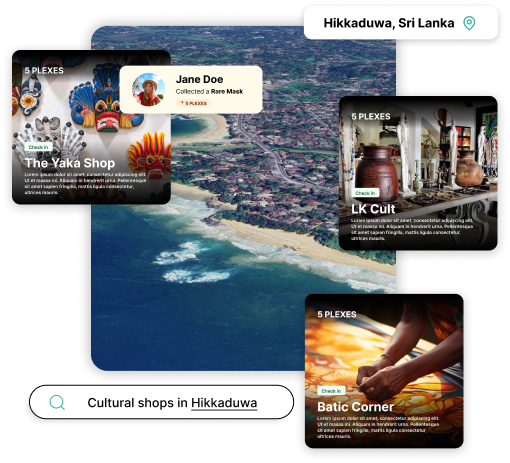 Hikkaduwa, Sri Lanka
5 PLEXES
Jane Doe
Collected a Rare Mask
↑ 5 PLEXES
Check in
The Yaka Shop
Lorem ipsum dolor sit amet, consectetur adipiscing elit.
Ut et massa mi. Aliquam in hendrerit urna. Pellentesque
sit amet sapien fringilla, mattis ligula consectetur,
ultrices mauris.
5 PLEXES
Check in
LK Cult
Lorem ipsum dolor sit amet, consectetur adipiscing elit.
Ut et massa mi. Aliquam in hendrerit urna. Pellentesque
sit amet sapien fringilla, mattis ligula consectetur,
ultrices mauris.
5 PLEXES
Check in
Batic Corner
Lorem ipsum dolor sit amet, consectetur adipiscing elit.
Ut et massa mi. Aliquam in hendrerit urna. Pellentesque
sit amet sapien fringilla, mattis ligula consectetur,
ultrices mauris.
Cultural shops in Hikkaduwa